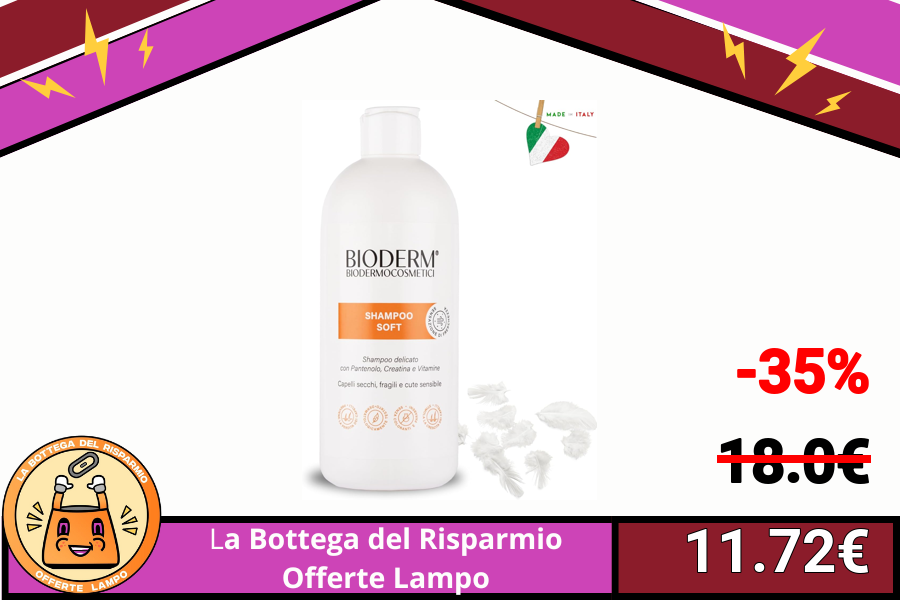 MADE IN ITALY
BIODERM®
BIODERMOCOSMETICI
SHAMPOO
SOFT
Shampoo delicato
con Pantenolo, Creatina e Vitamine
Capelli secchi, fragili e cute sensibile
-35%
18.0€
LA BOTTEGA DEL RISPARMIO
OFFERTE LAMPO
La Bottega del Risparmio
Offerte Lampo
11.72€